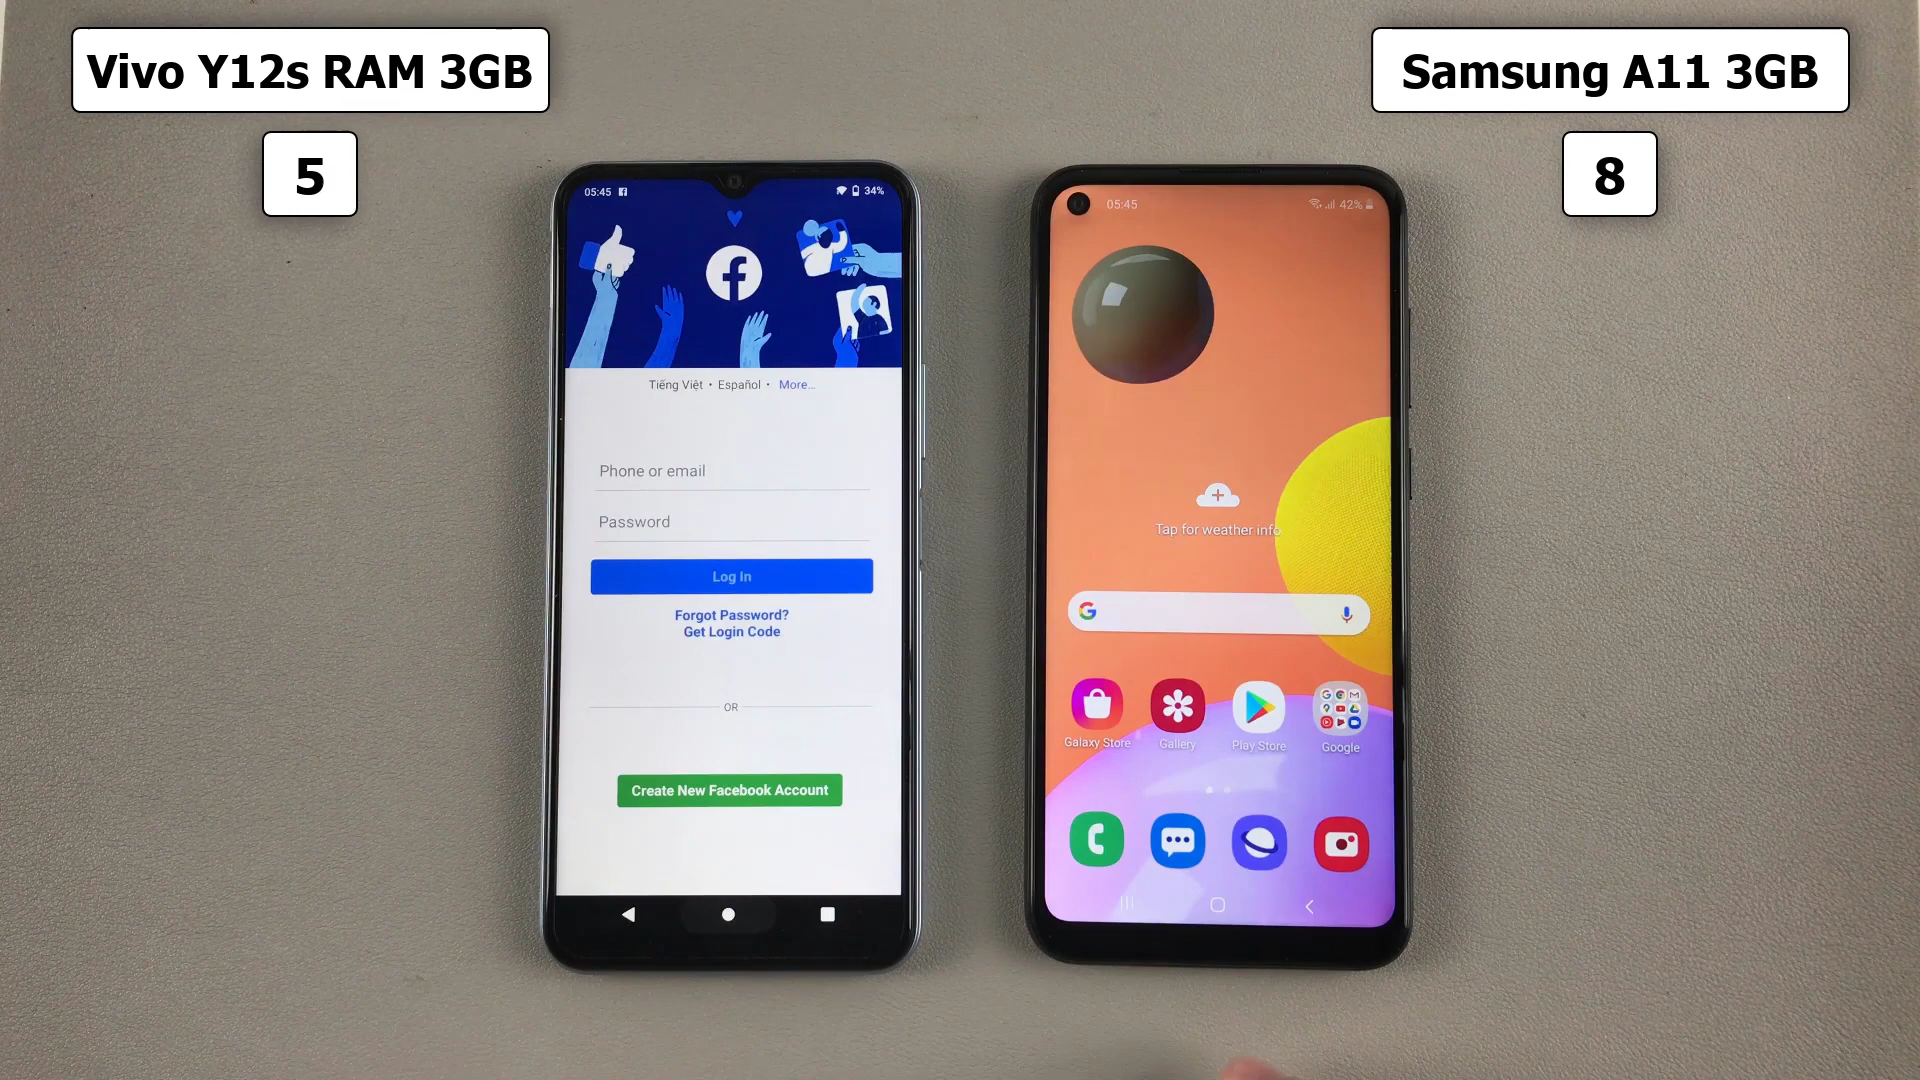 Vivo Y12s RAM 3GB
5
Samsung A11 3GB
8
05:45
34%
Tiếng Việt • Español • More...
Phone or email
Password
Log In
Forgot Password?
Get Login Code
OR
Create New Facebook Account
05:45
42%
Tap for weather info
Galaxy Store
Gallery
Play Store
Google